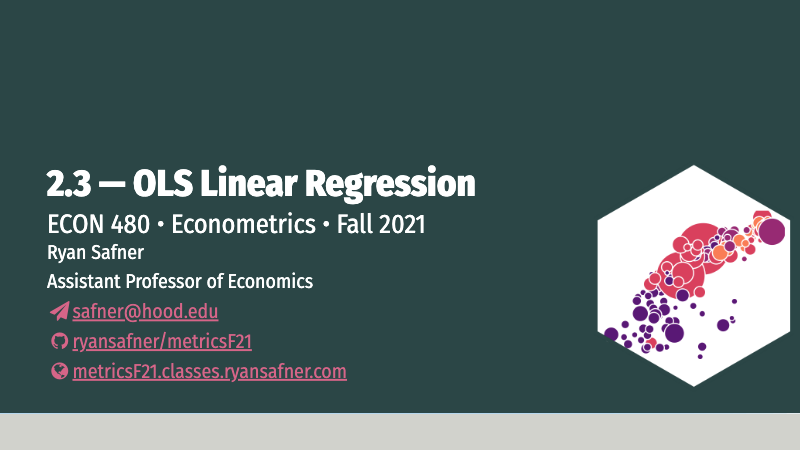 2.3 — OLS Linear Regression
ECON 480 • Econometrics • Fall 2021
Ryan Safner
Assistant Professor of Economics
safner@hood.edu
ryansafner/metricsF21
metricsF21.classes.ryansafner.com